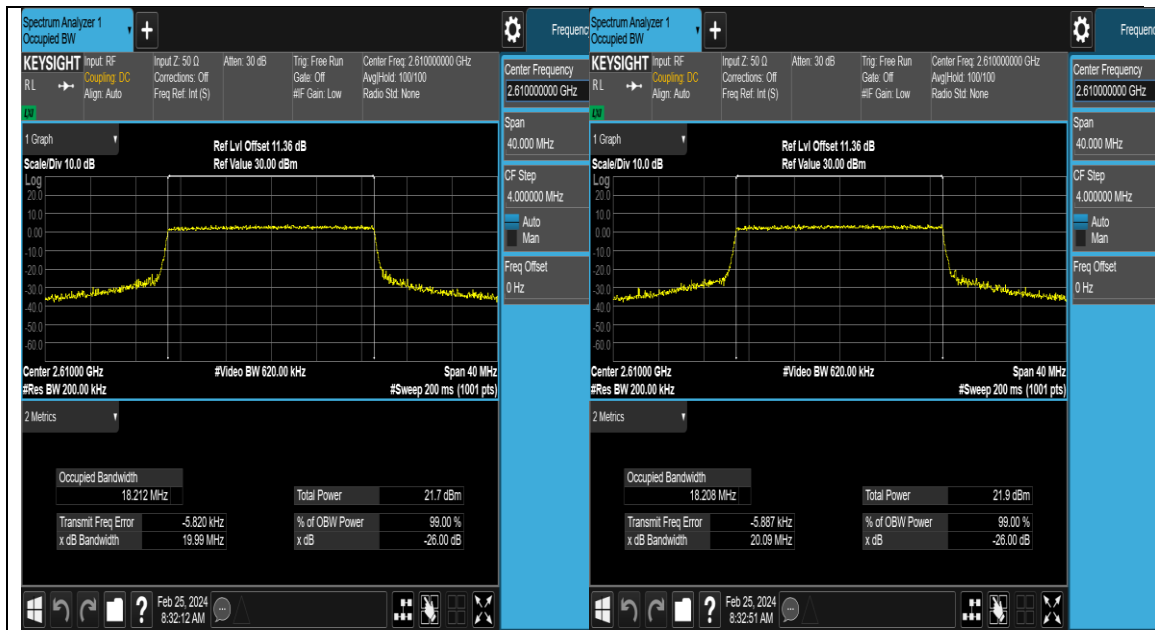 Spectrum Analyzer 1
Occupied BW
+
Frequenc
KEYSIGHT Input: RF Input Z: 50 Ω Atten: 30 dB Trig: Free Run Center Freq: 2.610000000 GHz
Coupling: DC Corrections: Off Gate: Off Avg|Hold: 100/100
R L Align: Auto Freq Ref: Int (S) #IF Gain: Low Radio Std: None
Center Frequency
2.610000000 GHz
Span
40.000 MHz
CF Step
4.000000 MHz
Auto
Man
Freq Offset
0 Hz
1 Graph
Ref Lvl Offset 11.36 dB
Scale/Div 10.0 dB Ref Value 30.00 dBm
Log
20.0
10.0
0.00
-10.0
-20.0
-30.0
-40.0
-50.0
-60.0
Center 2.61000 GHz #Video BW 620.00 kHz Span 40 MHz
#Res BW 200.00 kHz #Sweep 200 ms (1001 pts)
2 Metrics
Occupied Bandwidth
18.212 MHz Total Power 21.7 dBm
Transmit Freq Error -5.820 kHz % of OBW Power 99.00 %
x dB Bandwidth 19.99 MHz x dB -26.00 dB
?
Feb 25, 2024
8:32:12 AM
Spectrum Analyzer 1
Occupied BW
+
Frequenc
KEYSIGHT Input: RF Input Z: 50 Ω Atten: 30 dB Trig: Free Run Center Freq: 2.610000000 GHz
Coupling: DC Corrections: Off Gate: Off Avg|Hold: 100/100
R L Align: Auto Freq Ref: Int (S) #IF Gain: Low Radio Std: None
Center Frequency
2.610000000 GHz
Span
40.000 MHz
CF Step
4.000000 MHz
Auto
Man
Freq Offset
0 Hz
1 Graph
Ref Lvl Offset 11.36 dB
Scale/Div 10.0 dB Ref Value 30.00 dBm
Log
20.0
10.0
0.00
-10.0
-20.0
-30.0
-40.0
-50.0
-60.0
Center 2.61000 GHz #Video BW 620.00 kHz Span 40 MHz
#Res BW 200.00 kHz #Sweep 200 ms (1001 pts)
2 Metrics
Occupied Bandwidth
18.208 MHz Total Power 21.9 dBm
Transmit Freq Error -5.887 kHz % of OBW Power 99.00 %
x dB Bandwidth 20.09 MHz x dB -26.00 dB
?
Feb 25, 2024
8:32:51 AM